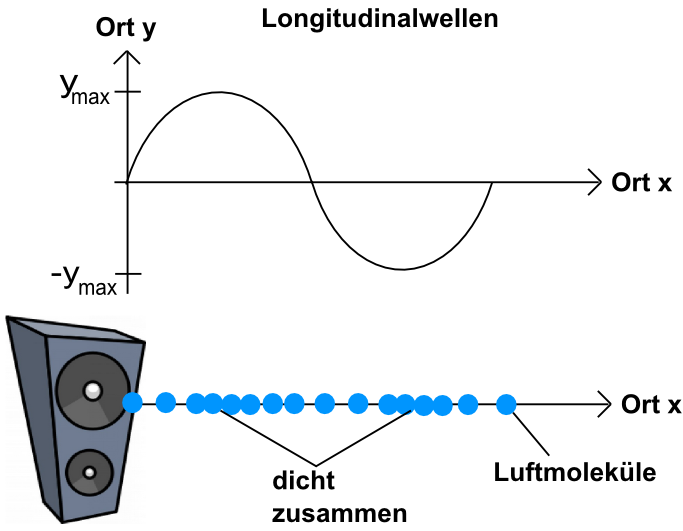 Longitudinalwellen
Ort y
ymax
Ort x
-ymax
Ort x
dicht
zusammen
Luftmoleküle